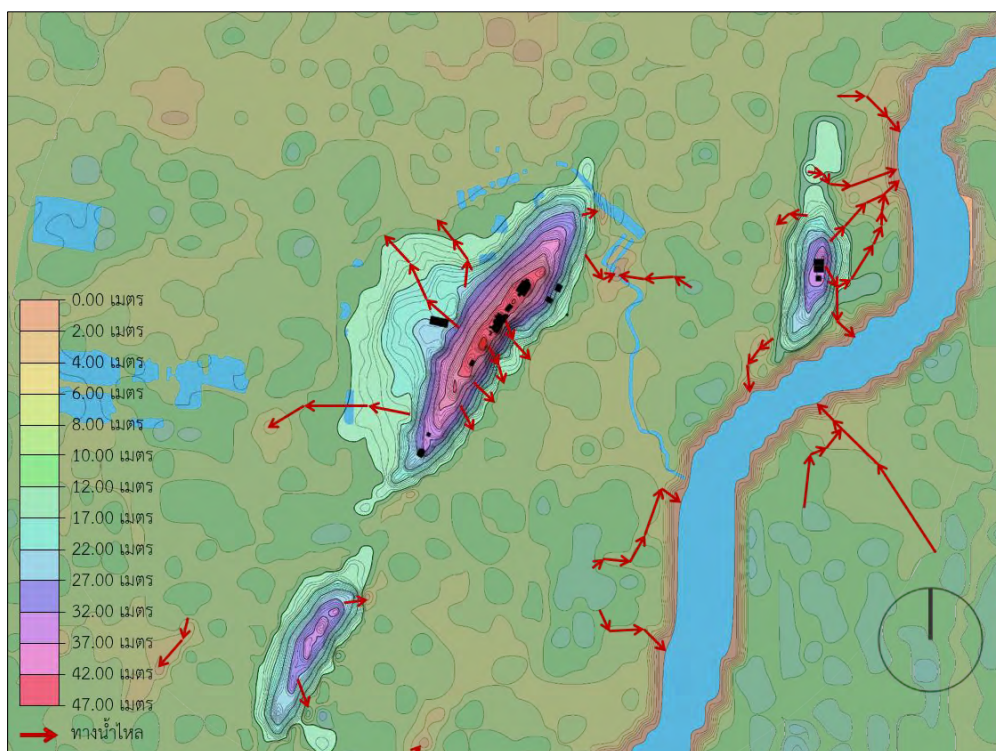 0.00 เมตร
2.00 เมตร
4.00 เมตร
6.00 เมตร
8.00 เมตร
10.00 เมตร
12.00 เมตร
17.00 เมตร
22.00 เมตร
27.00 เมตร
32.00 เมตร
37.00 เมตร
42.00 เมตร
47.00 เมตร
ทางน้ำไหล